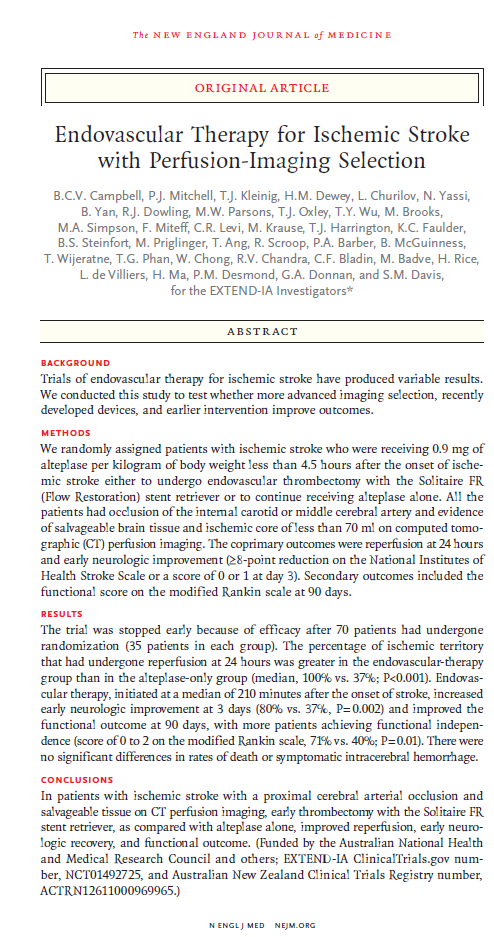 The NEW ENGLAND JOURNAL of MEDICINE
ORIGINAL ARTICLE
Endovascular Therapy for Ischemic Stroke
with Perfusion-Imaging Selection
B.C.V. Campbell, P.J. Mitchell, T.J. Kleinig, H.M. Dewey, L. Churilov, N. Yassi,
B. Yan, R.J. Dowling, M.W. Parsons, T.J. Oxley, T.Y. Wu, M. Brooks,
M.A. Simpson, F. Miteff, C.R. Levi, M. Krause, T.J. Harrington, K.C. Faulder,
B.S. Steinfort, M. Priglinger, T. Ang, R. Scroop, P.A. Barber, B. McGuinness,
T. Wijeratne, T.G. Phan, W. Chong, R.V. Chandra, C.F. Bladin, M. Badve, H. Rice,
L. de Villiers, H. Ma, P.M. Desmond, G.A. Donnan, and S.M. Davis,
for the EXTEND-IA Investigators*
ABSTRACT
BACKGROUND
Trials of endovascular therapy for ischemic stroke have produced variable results.
We conducted this study to test whether more advanced imaging selection, recently
developed devices, and earlier intervention improve outcomes.
METHODS
We randomly assigned patients with ischemic stroke who were receiving 0.9 mg of
alteplase per kilogram of body weight less than 4.5 hours after the onset of ische-
mic stroke either to undergo endovascular thrombectomy with the Solitaire FR
(Flow Restoration) stent retriever or to continue receiving alteplase alone. All the
patients had occlusion of the internal carotid or middle cerebral artery and evidence
of salvageable brain tissue and ischemic core of less than 70 ml on computed tomo-
graphic (CT) perfusion imaging. The coprimary outcomes were reperfusion at 24 hours
and early neurologic improvement (≥8-point reduction on the National Institutes of
Health Stroke Scale or a score of 0 or 1 at day 3). Secondary outcomes included the
functional score on the modified Rankin scale at 90 days.
RESULTS
The trial was stopped early because of efficacy after 70 patients had undergone
randomization (35 patients in each group). The percentage of ischemic territory
that had undergone reperfusion at 24 hours was greater in the endovascular-therapy
group than in the alteplase-only group (median, 100% vs. 37%; P<0.001). Endovas-
cular therapy, initiated at a median of 210 minutes after the onset of stroke, increased
early neurologic improvement at 3 days (80% vs. 37%, P=0.002) and improved the
functional outcome at 90 days, with more patients achieving functional indepen-
dence (score of 0 to 2 on the modified Rankin scale, 71% vs. 40%; P=0.01). There were
no significant differences in rates of death or symptomatic intracerebral hemorrhage.
CONCLUSIONS
In patients with ischemic stroke with a proximal cerebral arterial occlusion and
salvageable tissue on CT perfusion imaging, early thrombectomy with the Solitaire FR
stent retriever, as compared with alteplase alone, improved reperfusion, early neuro-
logic recovery, and functional outcome. (Funded by the Australian National Health
and Medical Research Council and others; EXTEND-IA ClinicalTrials.gov num-
ber, NCT01492725, and Australian New Zealand Clinical Trials Registry number,
ACTRN12611000969965.)
N ENGL J MED NEJM.ORG